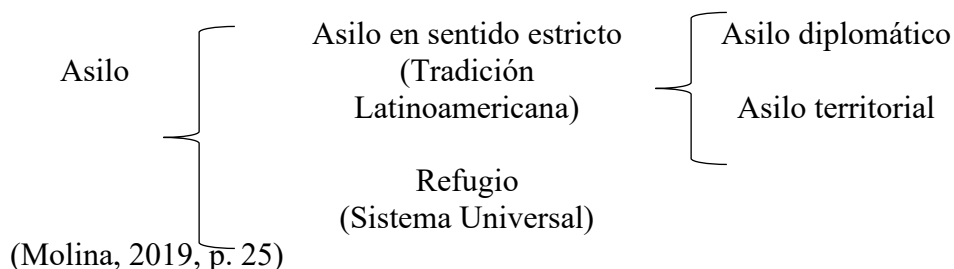 Asilo
Asilo en sentido estricto
(Tradición
Latinoamericana)
Refugio
(Sistema Universal)
Asilo diplomático
Asilo territorial
(Molina, 2019, p. 25)